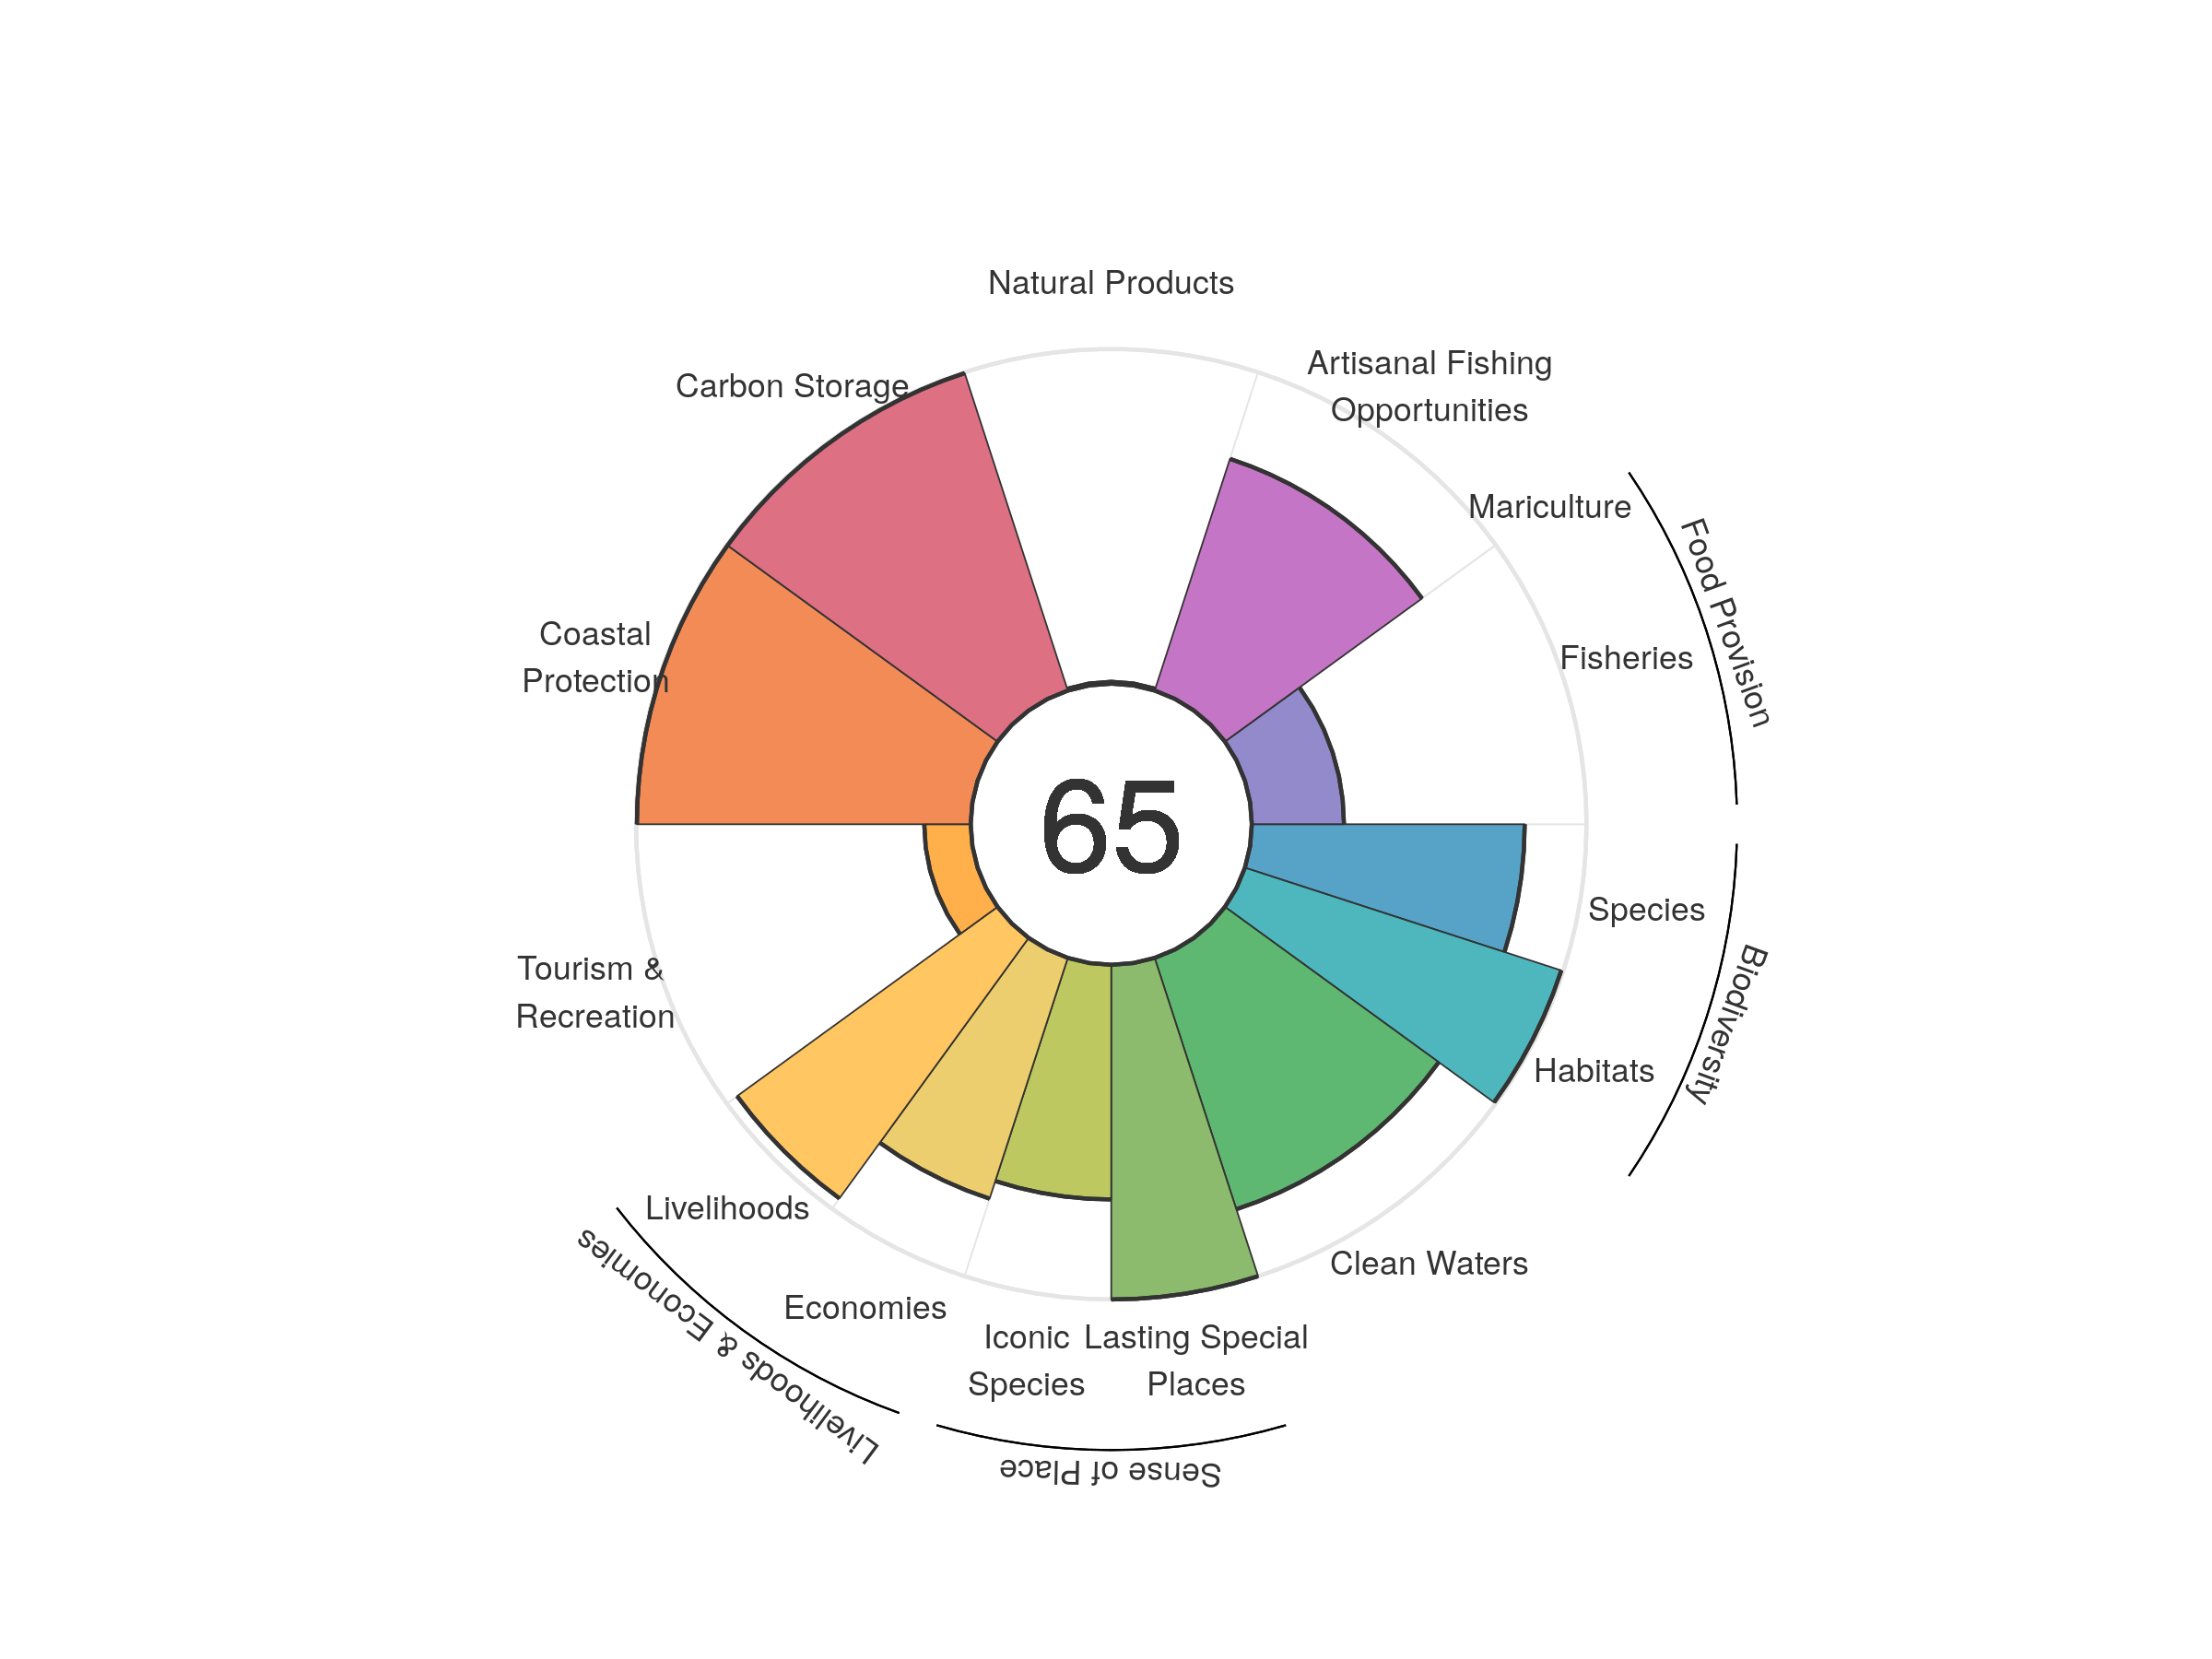 Natural Products
Artisanal Fishing
Opportunities
Carbon Storage
Mariculture
Food Provision
Coastal
Protection
Fisheries
65
Species
Biodiversity
Tourism &
Recreation
Habitats
Livelihoods
Livelihoods & Economies
Clean Waters
Economies
Iconic
Species
Lasting Special
Places
Sense of Place